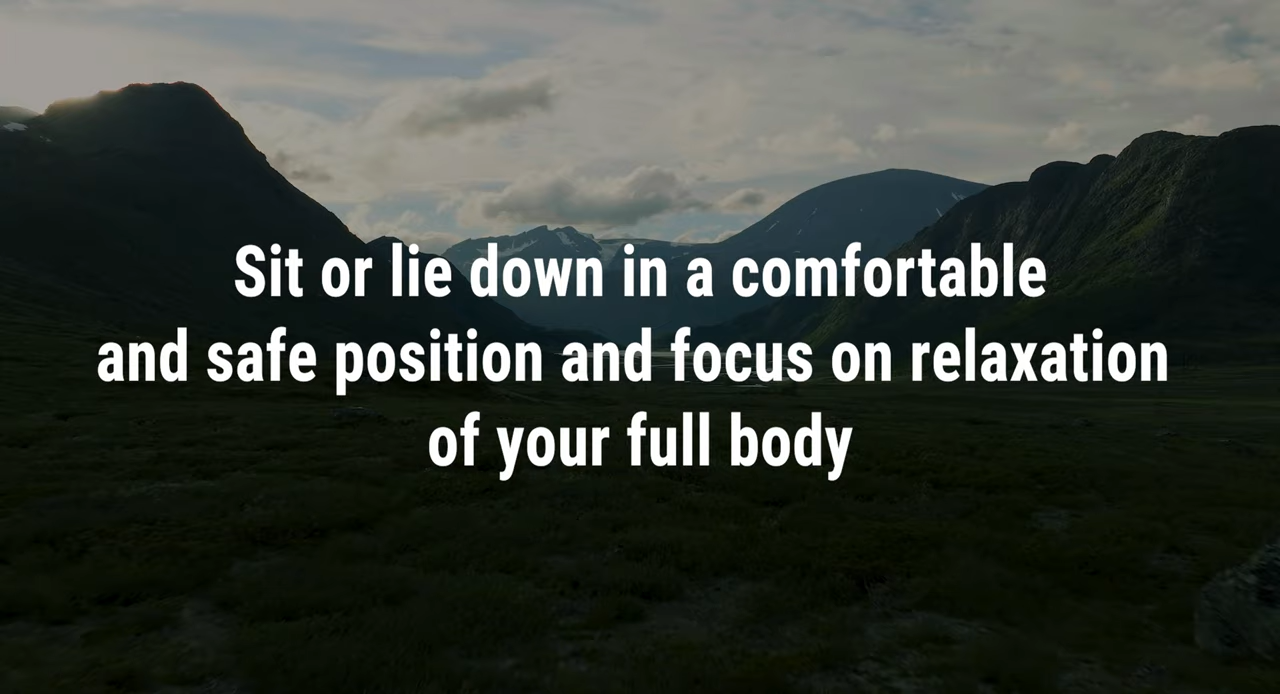 Sit or lie down in a comfortable
and safe position and focus on relaxation
of your full body